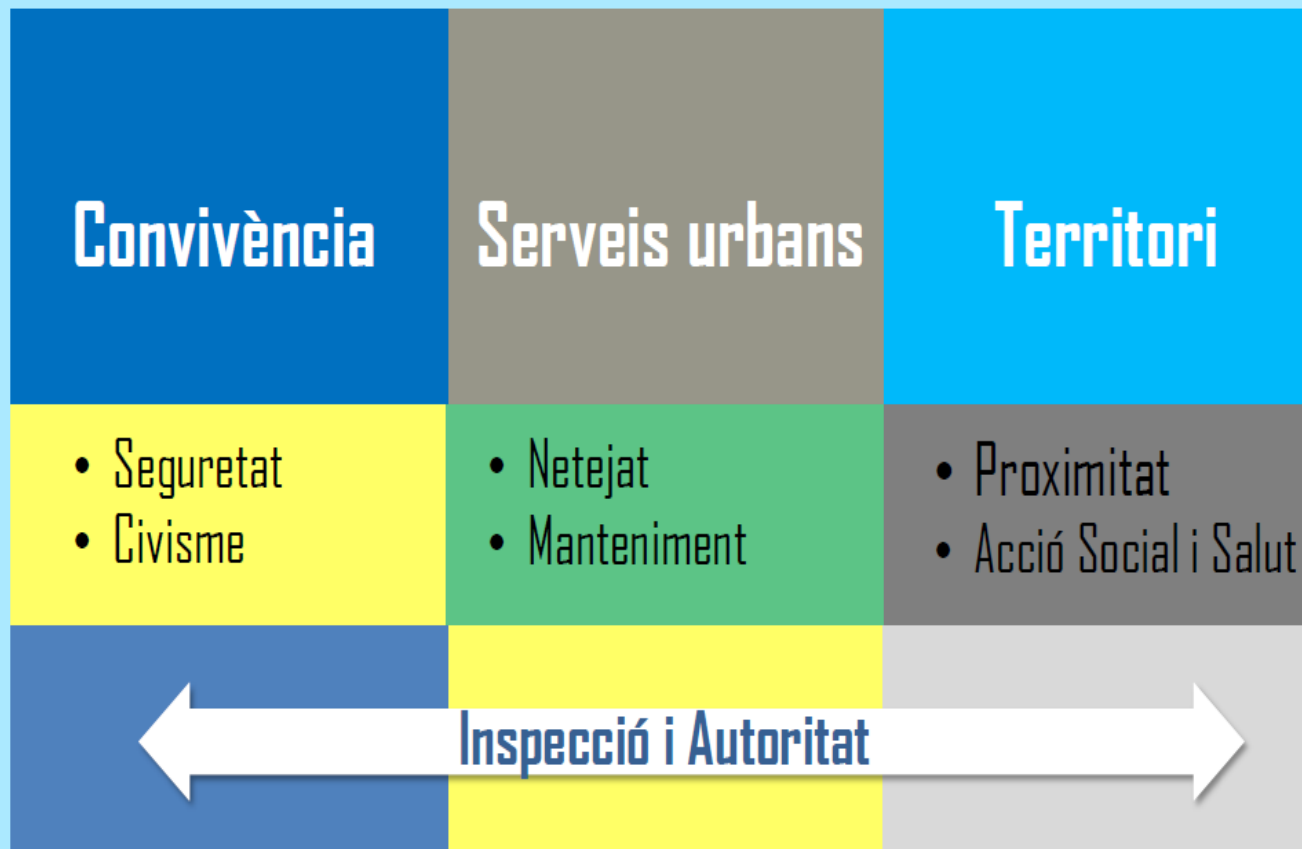 Convivència
Serveis urbans
Territori
• Seguretat
• Civisme
• Netejat
• Manteniment
• Proximitat
• Acció Social i Salut
Inspecció i Autoritat